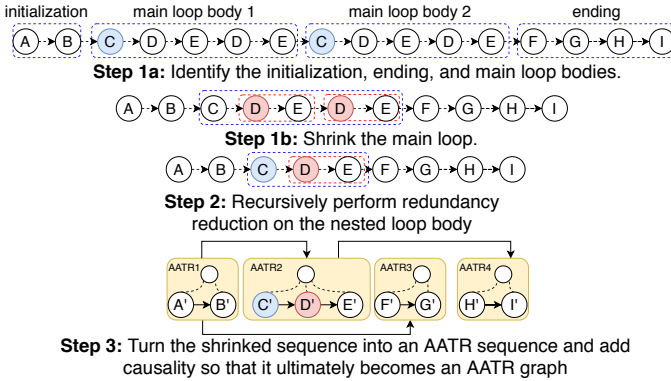 initialization main loop body 1 main loop body 2 ending
A B C D E D E C D E D E F G H I
Step 1a: Identify the initialization, ending, and main loop bodies.
A B C D E D E F G H I
Step 1b: Shrink the main loop.
A B C D E F G H I
Step 2: Recursively perform redundancy
reduction on the nested loop body
AATR1 AATR2 AATR3 AATR4
A' B' C' D' E' F' G' H' I'
Step 3: Turn the shrinked sequence into an AATR sequence and add
causality so that it ultimately becomes an AATR graph